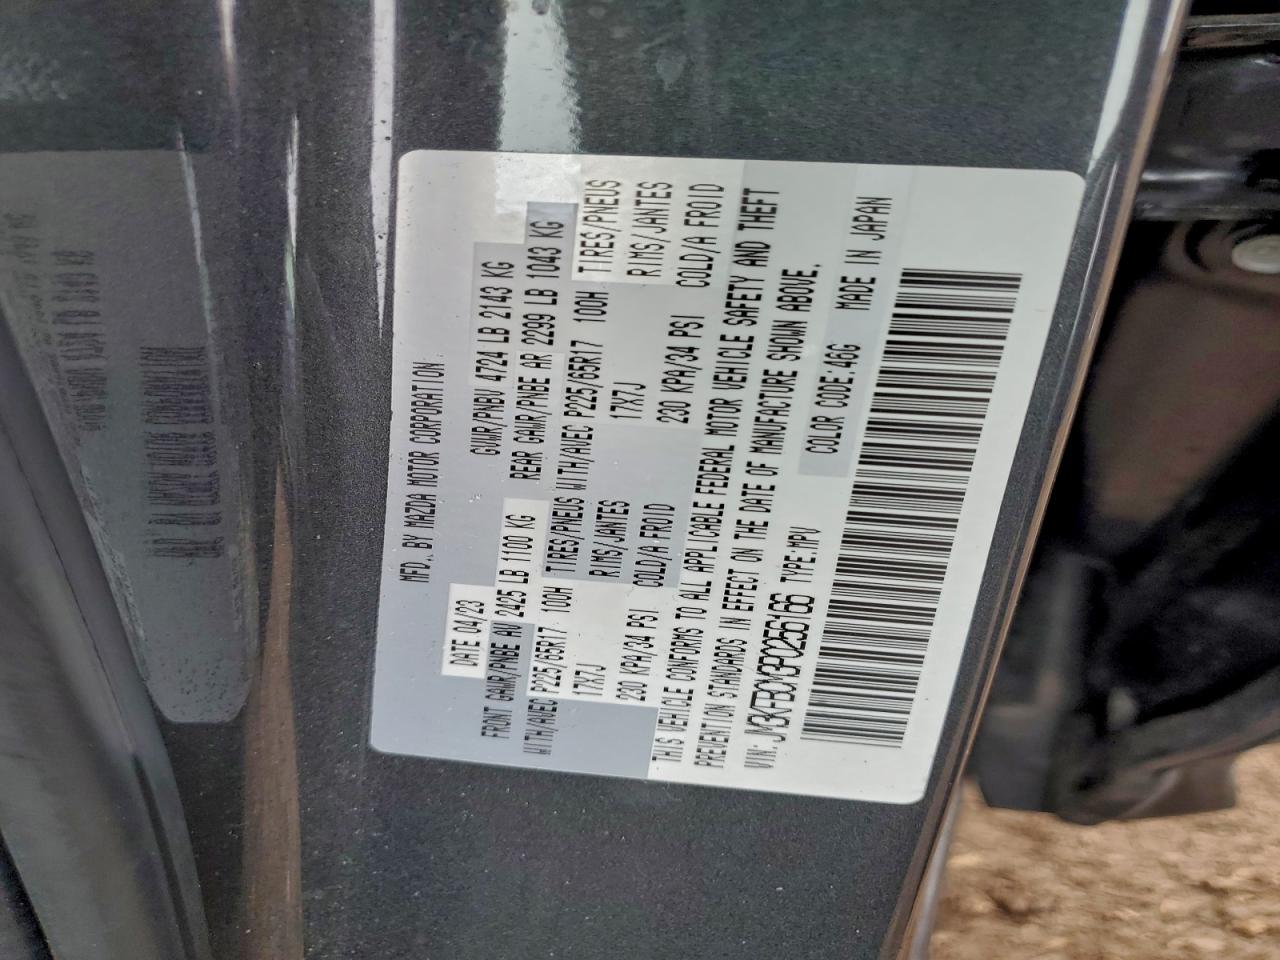 MFD. BY MAZDA MOTOR CORPORATION
DATE 04/23 GVWR/PNBV 4724 LB 2143 KG
FRONT GAWR/PNBE AV 2425 LB 1100 KG REAR GAWR/PNBE AR 2299 LB 1043 KG
WITH/AVEC P225/65R17 100H TIRES/PNEUS WITH/AVEC P225/65R17 100H TIRES/PNEUS
17X7J RIMS/JANTES 17X7J RIMS/JANTES
230 KPA/34 PSI COLD/A FROID 230 KPA/34 PSI COLD/A FROID
THIS VEHICLE CONFORMS TO ALL APPLICABLE FEDERAL MOTOR VEHICLE SAFETY AND THEFT
PREVENTION STANDARDS IN EFFECT ON THE DATE OF MANUFACTURE SHOWN ABOVE.
VIN: JM3KFBCM3P0256166 TYPE:MPV COLOR CODE:46G MADE IN JAPAN